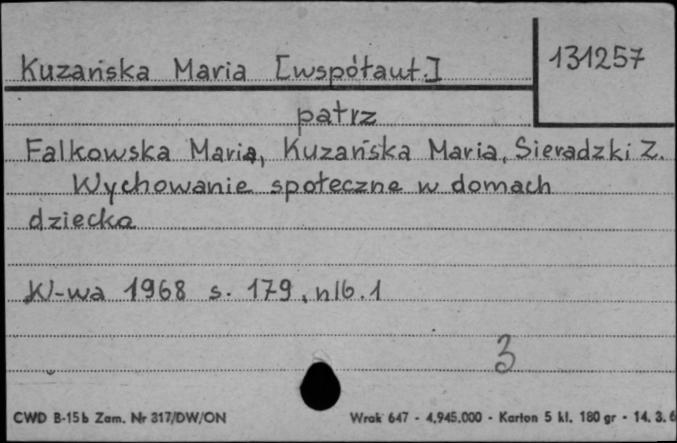 Kuzańska Maria [współaut.]
131257
patrz
Falkowska Maria, Kuzańska Maria, Sieradzki Z.
Wychowanie społeczne w domach
dziecka
W-wa 1968 s. 179, nlb. 1
3
CWD B-15b Zam. Nr 317/DW/ON
Wrak 647 - 4.945.000 - Karton 5 kl. 180 gr - 14. 3. 6